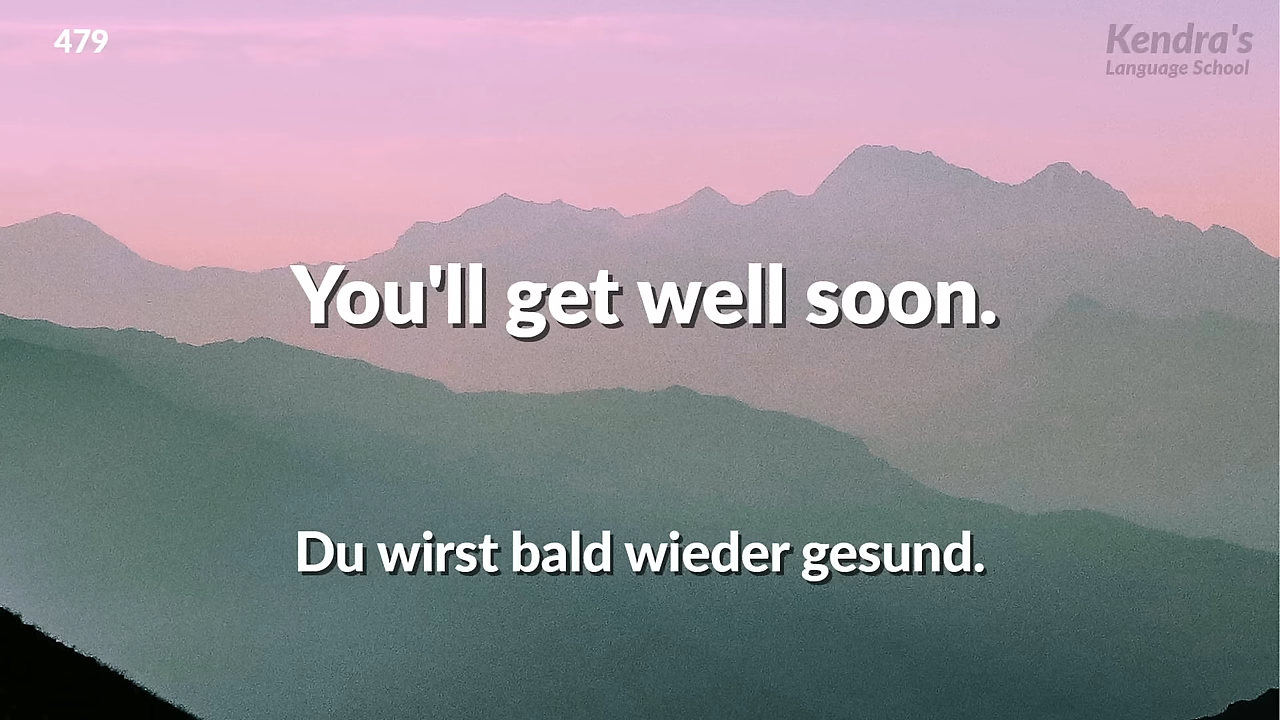 479
Kendra's
Language School
You'll get well soon.
Du wirst bald wieder gesund.